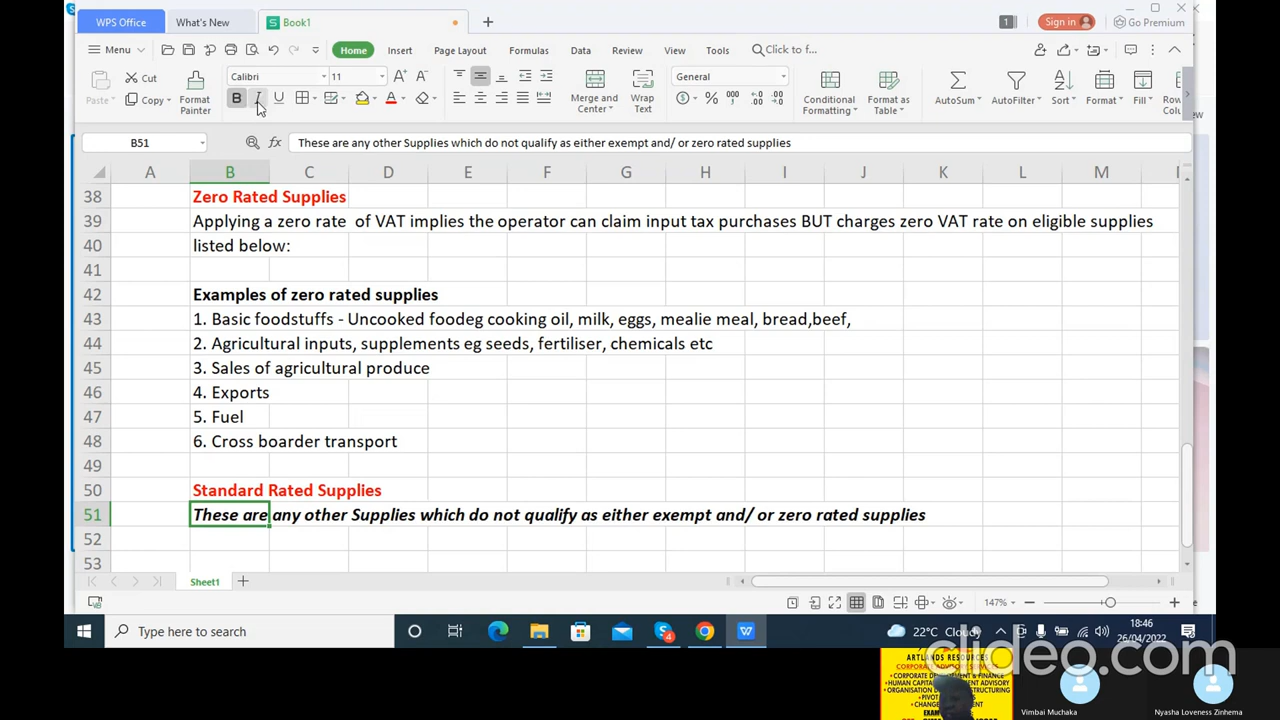 WPS Office What's New Book1 + 1 Sign in Go Premium
Menu Home Insert Page Layout Formulas Data Review View Tools Click to f...
Cut Calibri 11 A+ A- General
Paste Copy Format Painter B I U Merge and Center Wrap Text Conditional Formatting Format as Table AutoSum AutoFilter Sort Format Fill
B51 fx These are any other Supplies which do not qualify as either exempt and/ or zero rated supplies
A B C D E F G H I J K L M
38 Zero Rated Supplies
39 Applying a zero rate of VAT implies the operator can claim input tax purchases BUT charges zero VAT rate on eligible supplies
40 listed below:
41
42 Examples of zero rated supplies
43 1. Basic foodstuffs - Uncooked foodeg cooking oil, milk, eggs, mealie meal, bread,beef,
44 2. Agricultural inputs, supplements eg seeds, fertiliser, chemicals etc
45 3. Sales of agricultural produce
46 4. Exports
47 5. Fuel
48 6. Cross boarder transport
49
50 Standard Rated Supplies
51 These are any other Supplies which do not qualify as either exempt and/ or zero rated supplies
52
53
Sheet1 +
147%
Type here to search 22°C Cloudy 18:46
26/04/2022
clideo.com
ARTLANDS RESOURCES
CORPORATE ADVISORY SERVICES
Vimbai Muchaka Nyasha Loveness Zinhema